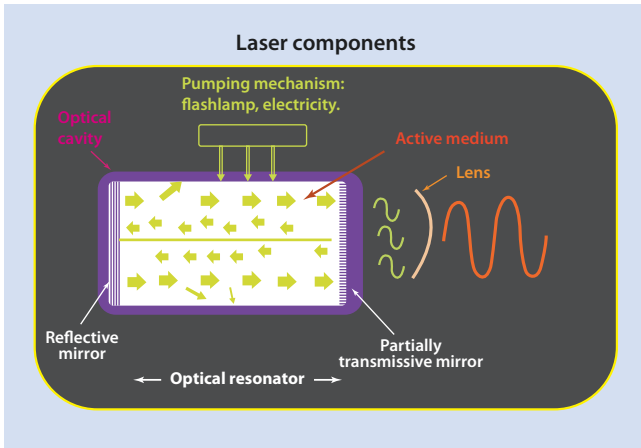 Laser components
Pumping mechanism:
flashlamp, electricity.
Optical
cavity
Active medium
Lens
Reflective
mirror
Partially
transmissive mirror
Optical resonator